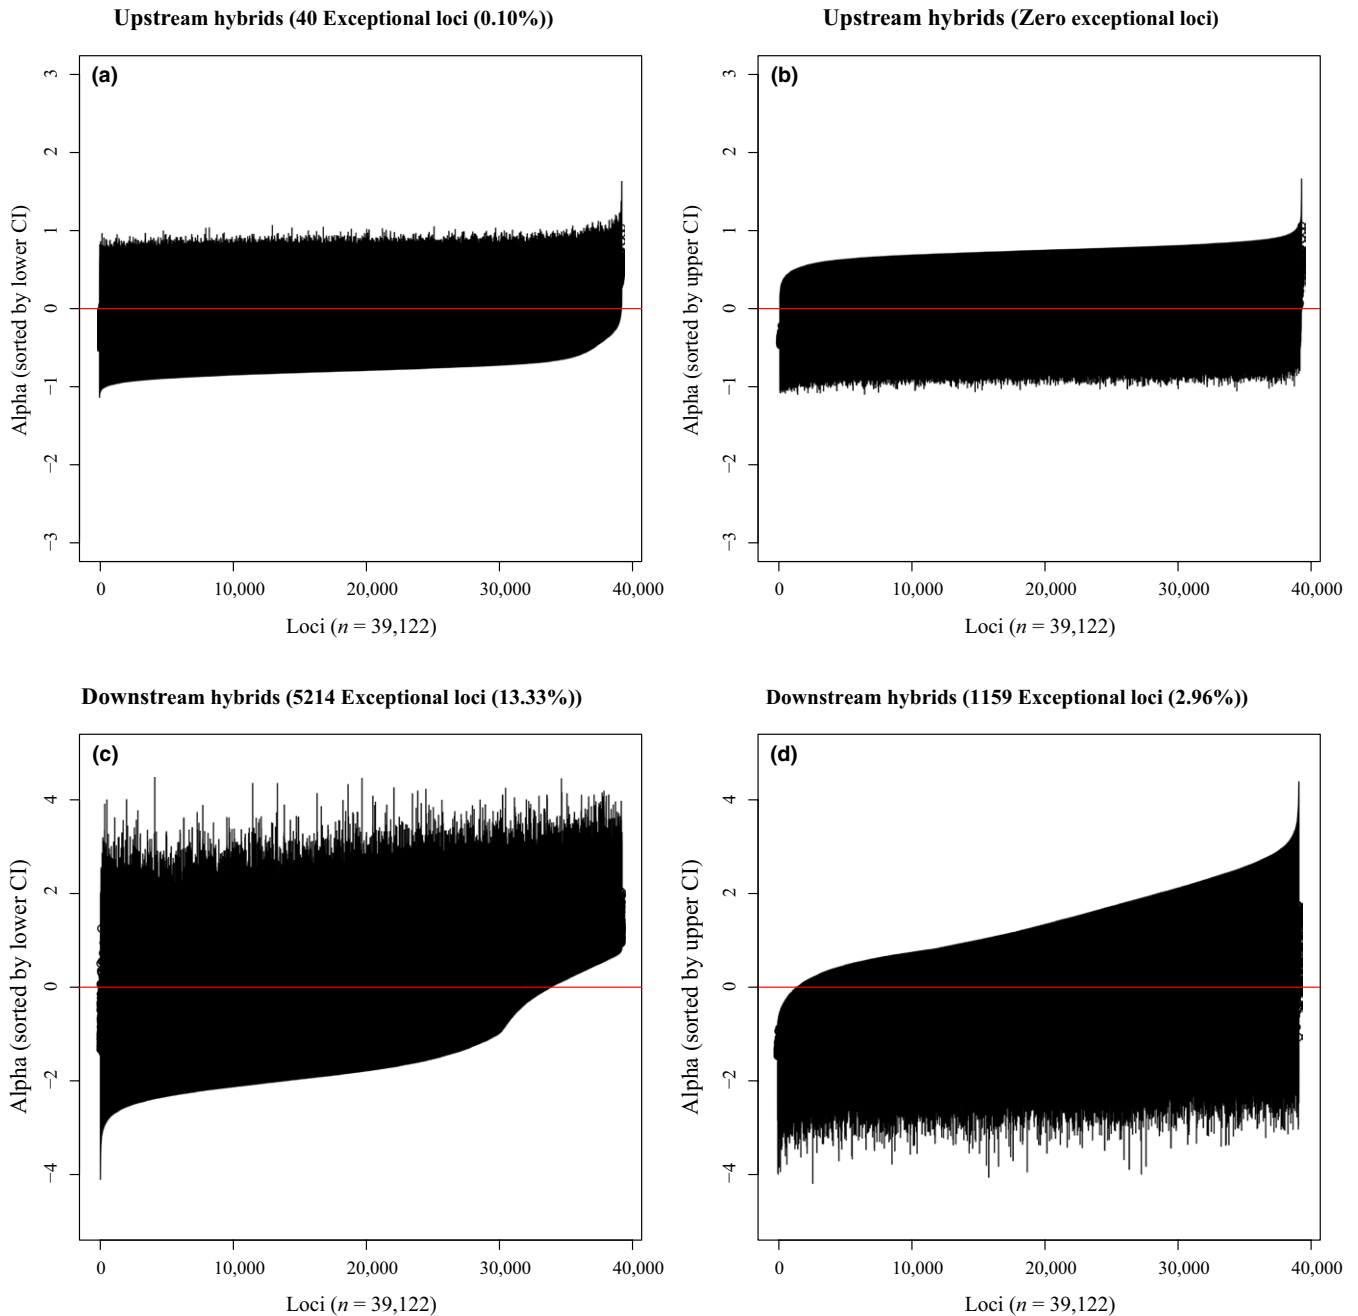 Upstream hybrids (40 Exceptional loci (0.10%))
(a)
Alpha (sorted by lower CI)
3
2
1
0
−1
−2
−3
0 10,000 20,000 30,000 40,000
Loci (n = 39,122)
Upstream hybrids (Zero exceptional loci)
(b)
Alpha (sorted by upper CI)
3
2
1
0
−1
−2
−3
0 10,000 20,000 30,000 40,000
Loci (n = 39,122)
Downstream hybrids (5214 Exceptional loci (13.33%))
(c)
Alpha (sorted by lower CI)
4
2
0
−2
−4
0 10,000 20,000 30,000 40,000
Loci (n = 39,122)
Downstream hybrids (1159 Exceptional loci (2.96%))
(d)
Alpha (sorted by upper CI)
4
2
0
−2
−4
0 10,000 20,000 30,000 40,000
Loci (n = 39,122)